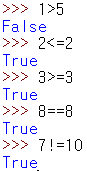 >>> 1>5
False
>>> 2<=2
True
>>> 3>=3
True
>>> 8==8
True
>>> 7!=10
True